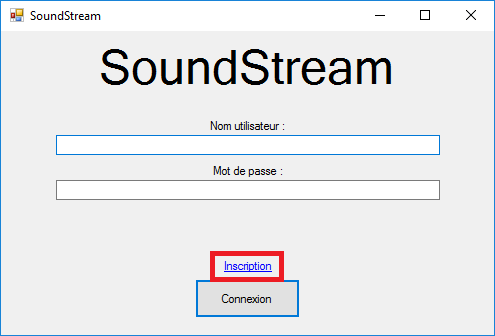 SoundStream
SoundStream
Nom utilisateur :
Mot de passe :
Inscription
Connexion